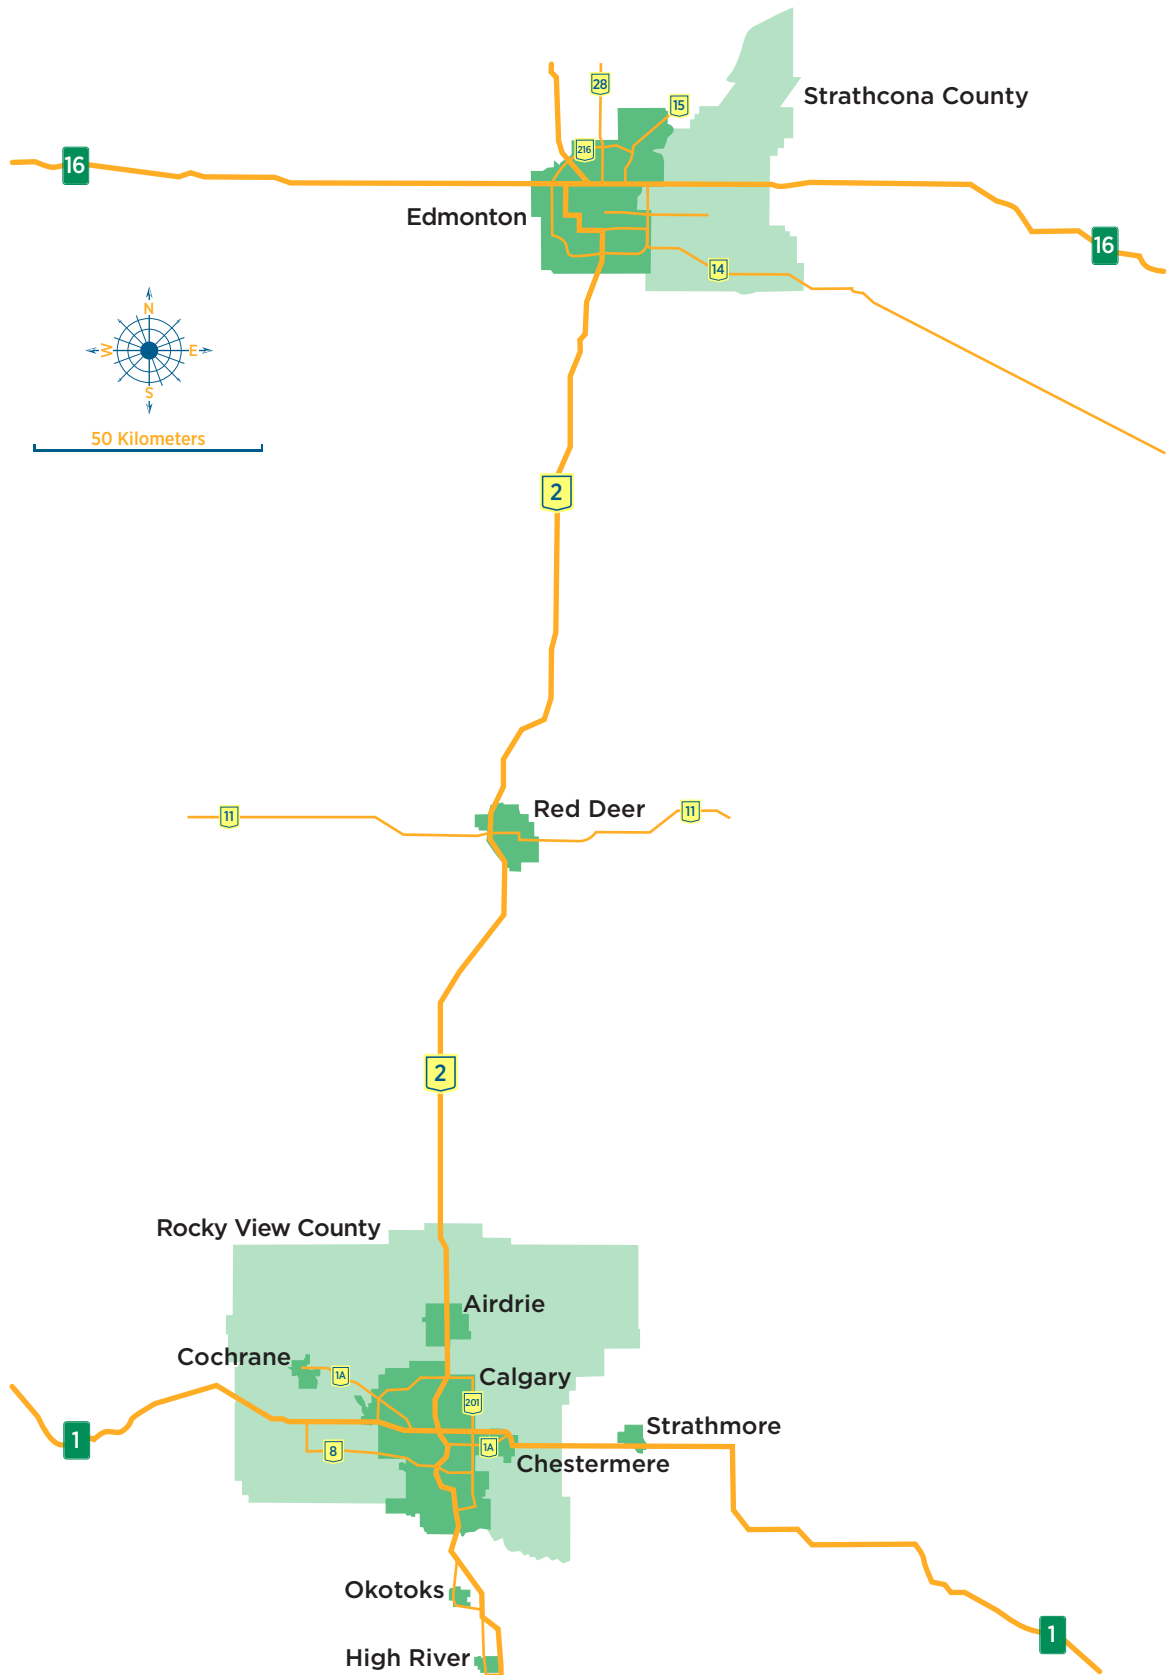 28
15
Strathcona County
216
16
Edmonton
16
14
N
W
E
S
50 Kilometers
2
Red Deer
11
11
2
Rocky View County
Airdrie
Cochrane
1A
Calgary
201
Strathmore
1
8
1A
Chestermere
Okotoks
1
High River